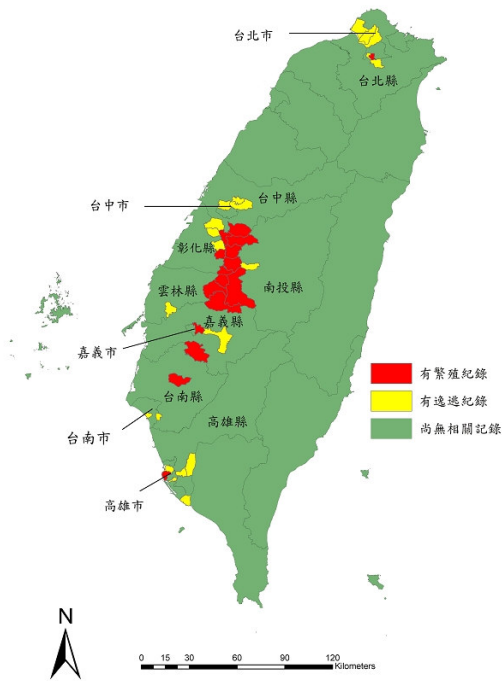 台北市
台北縣
台中市
台中縣
彰化縣
雲林縣
南投縣
嘉義縣
嘉義市
台南縣
台南市
高雄縣
高雄市
有繁殖紀錄
有逸逃紀錄
尚無相關記錄
N
0 15 30 60 90 120
Kilometers